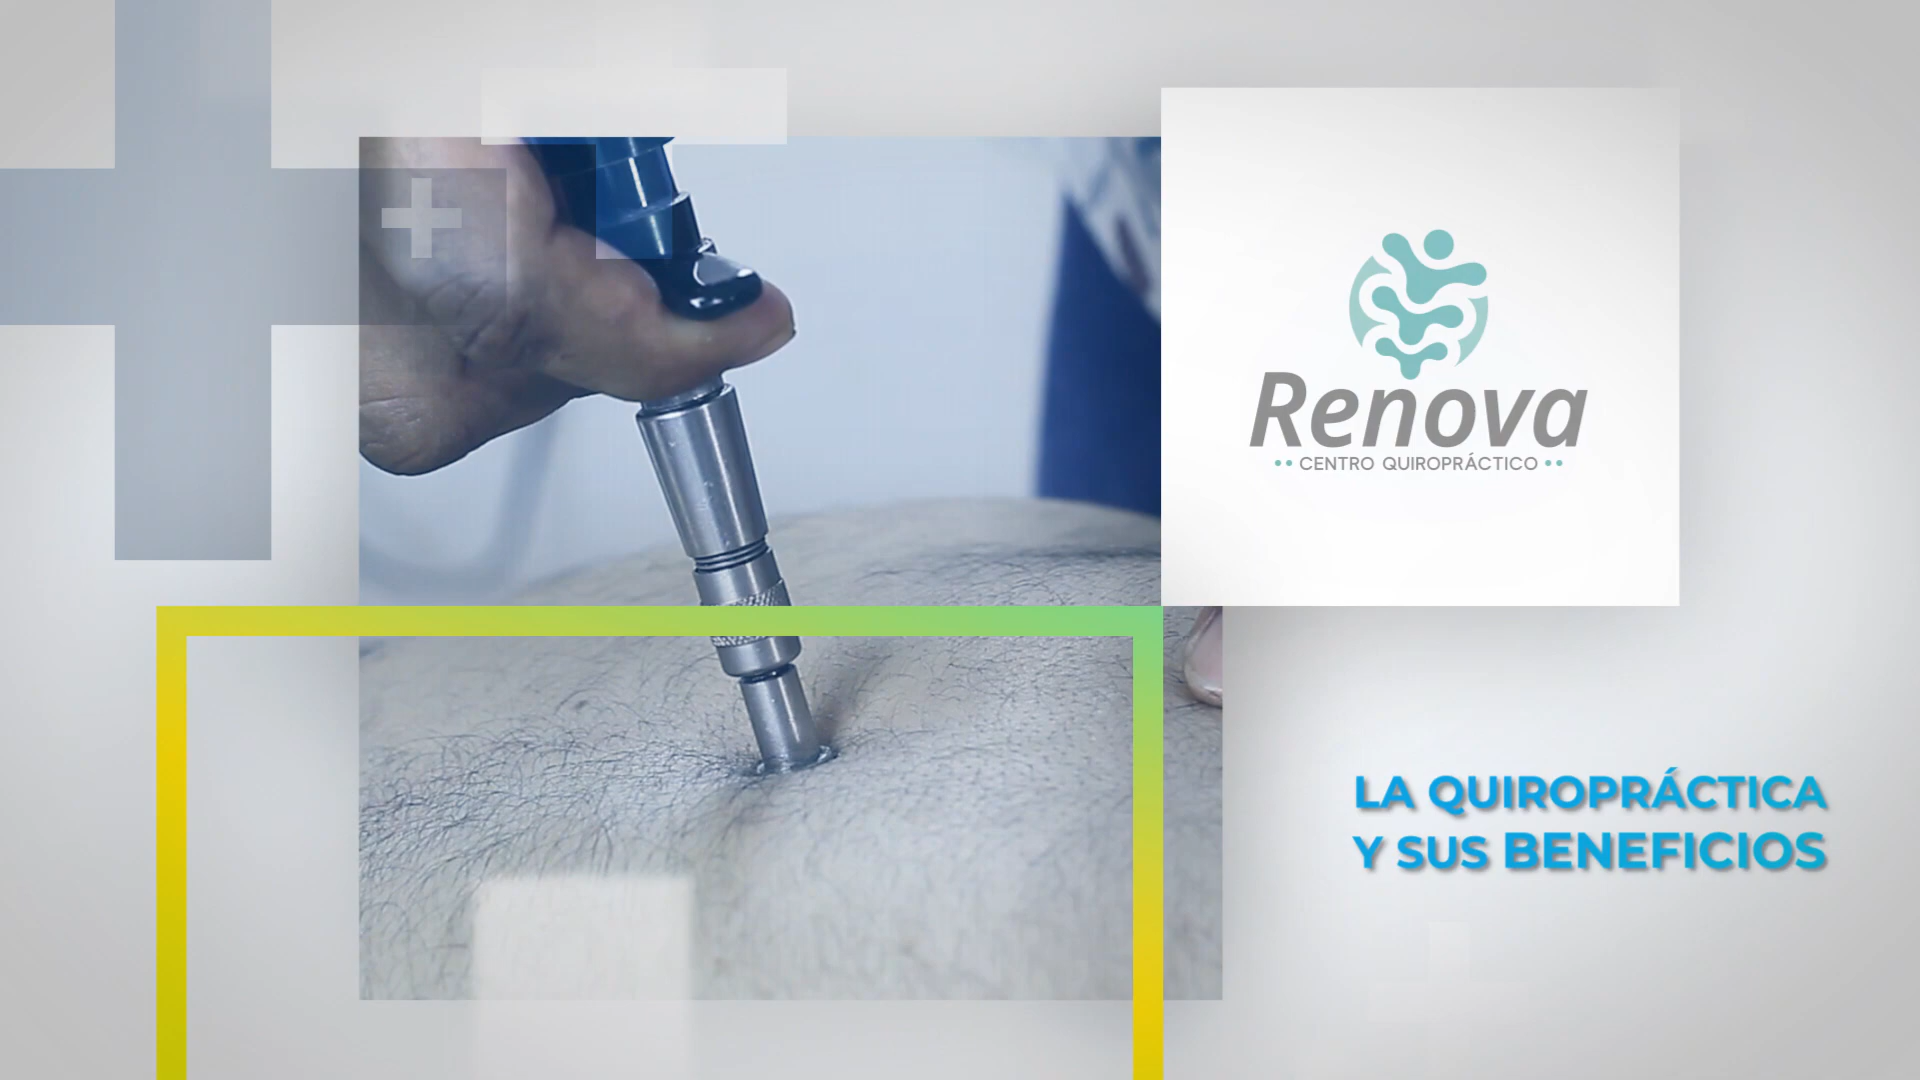 Renova
•• CENTRO QUIROPRÁCTICO ••
LA QUIROPRÁCTICA
Y SUS BENEFICIOS